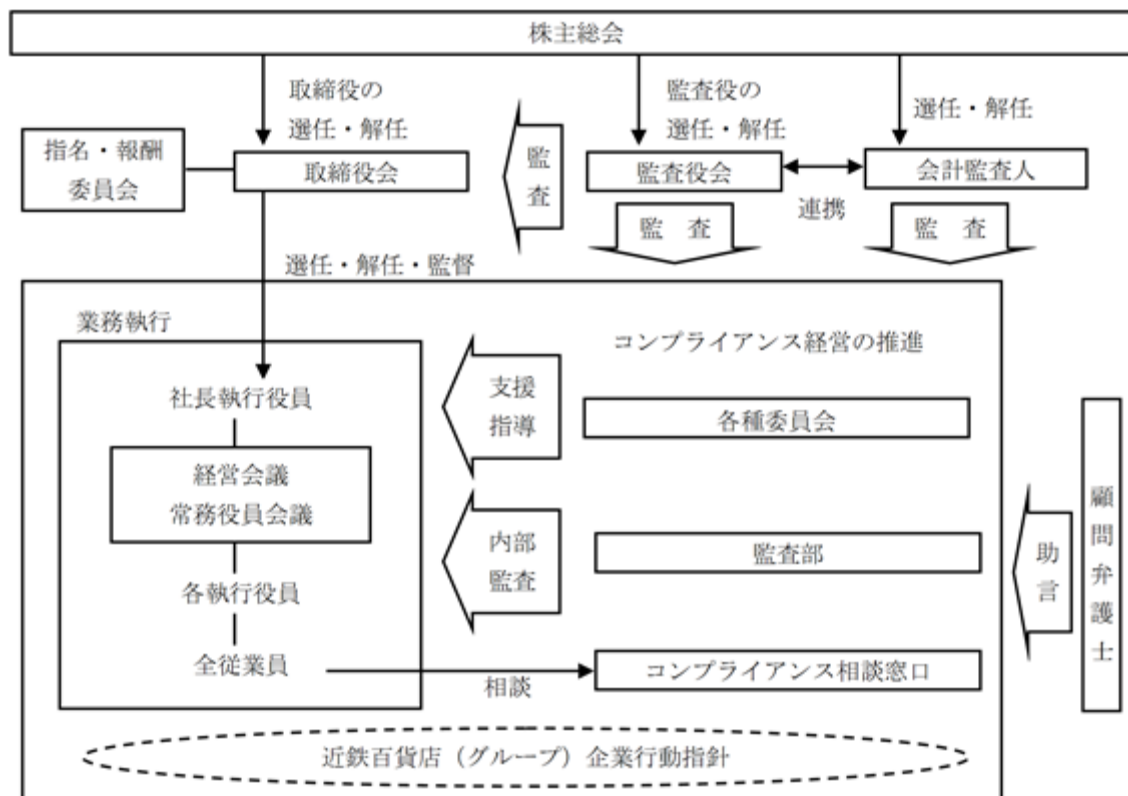 株主総会
取締役の
選任・解任
監査役の
選任・解任
選任・解任
指名・報酬
委員会
取締役会
監査
監査役会
連携
会計監査人
監　査
監　査
選任・解任・監督
業務執行
コンプライアンス経営の推進
社長執行役員
支援
指導
各種委員会
経営会議
常務役員会議
内部
監査
監査部
助言
顧問弁護士
各執行役員
全従業員
相談
コンプライアンス相談窓口
近鉄百貨店（グループ）企業行動指針